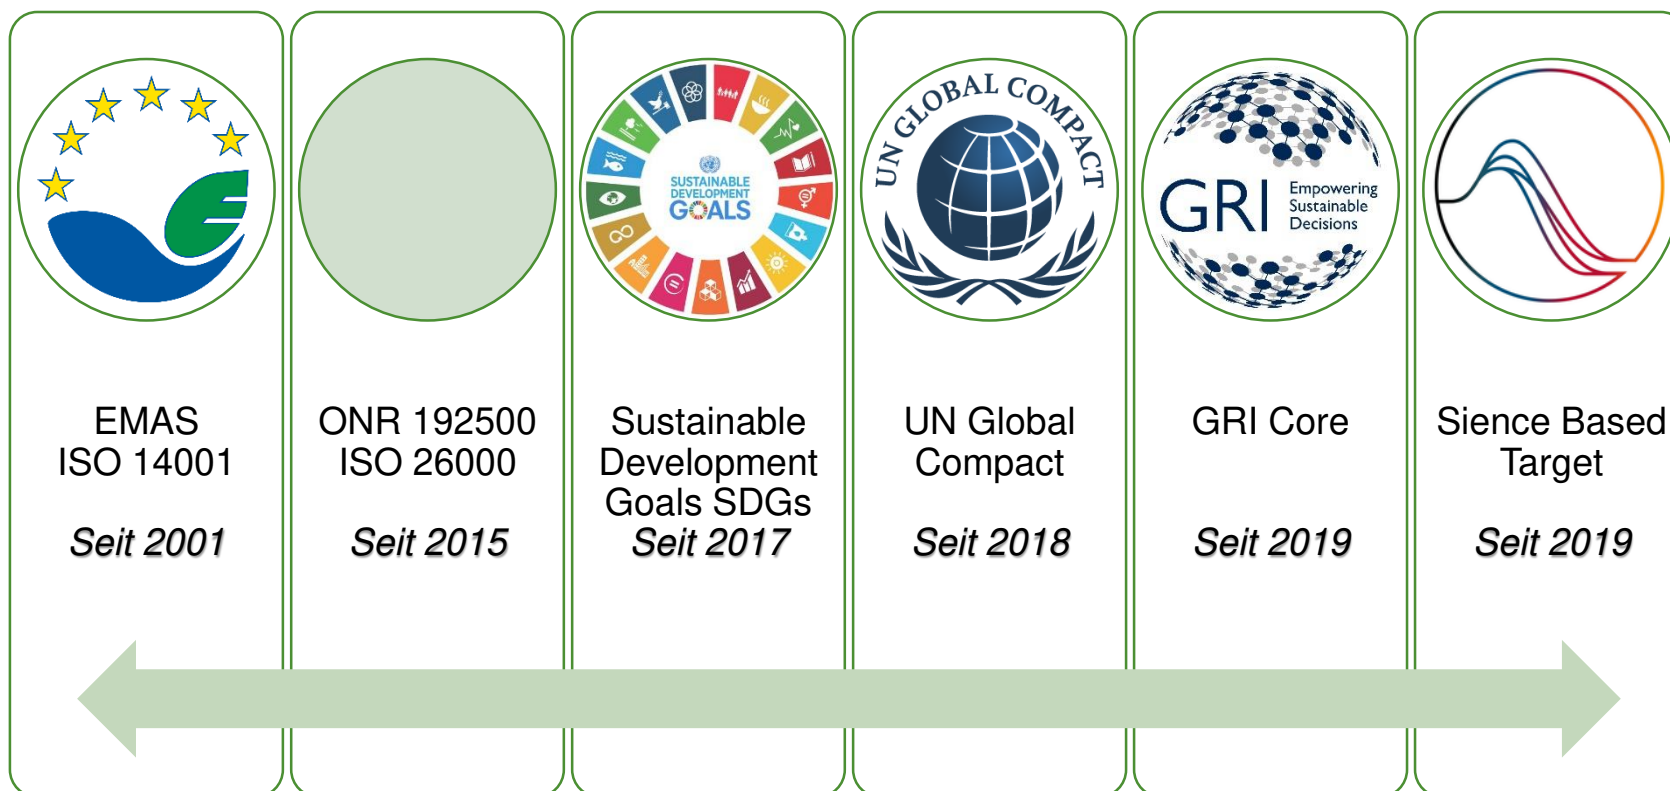 SUSTAINABLE
DEVELOPMENT
GOALS
UN GLOBAL COMPACT
GRI
Empowering
Sustainable
Decisions
EMAS
ISO 14001
Seit 2001
ONR 192500
ISO 26000
Seit 2015
Sustainable
Development
Goals SDGs
Seit 2017
UN Global
Compact
Seit 2018
GRI Core
Seit 2019
Sience Based
Target
Seit 2019